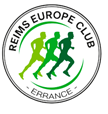 REIMS EUROPE CLUB
- ERRANCE -